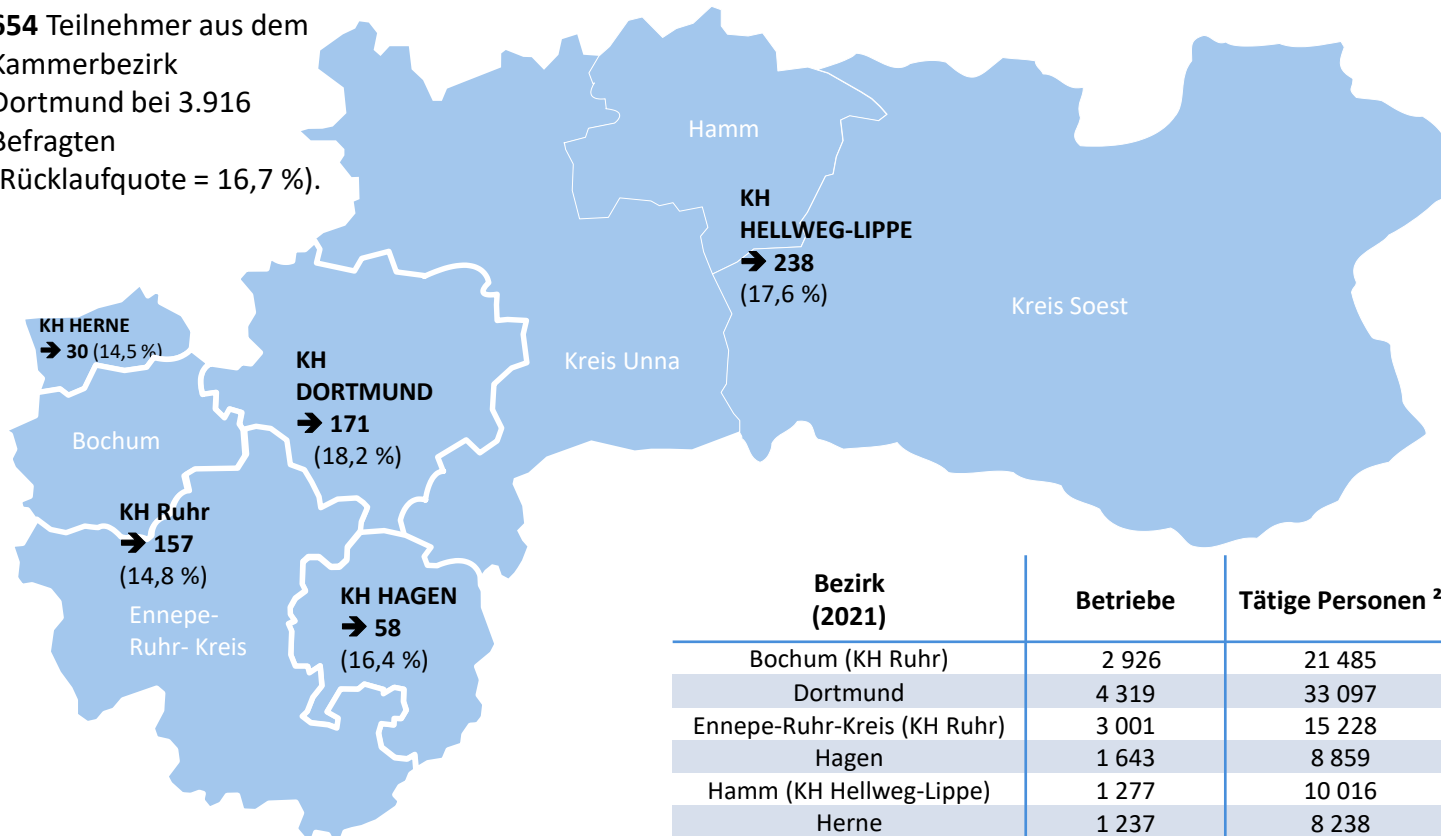 654 Teilnehmer aus dem
Kammerbezirk
Dortmund bei 3.916
Befragten
Rücklaufquote = 16,7 %).
Hamm
KH
HELLWEG-LIPPE
➔ 238
(17,6 %)
Kreis Soest
Kreis Unna
KH HERNE
➔ 30 (14,5 %)
KH
DORTMUND
➔ 171
(18,2 %)
Bochum
KH Ruhr
➔ 157
(14,8 %)
Ennepe-
Ruhr- Kreis
KH HAGEN
➔ 58
(16,4 %)
Bezirk
(2021) Betriebe Tätige Personen ²
Bochum (KH Ruhr) 2 926 21 485
Dortmund 4 319 33 097
Ennepe-Ruhr-Kreis (KH Ruhr) 3 001 15 228
Hagen 1 643 8 859
Hamm (KH Hellweg-Lippe) 1 277 10 016
Herne 1 237 8 238